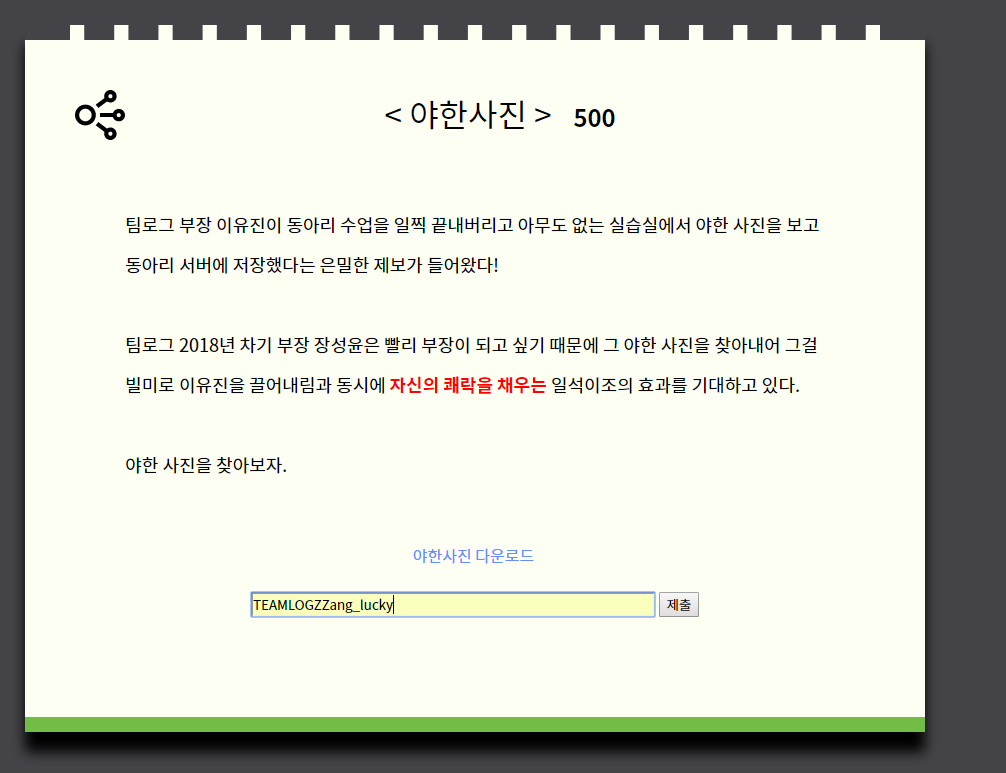 < 야한사진 > 500
팀로그 부장 이유진이 동아리 수업을 일찍 끝내버리고 아무도 없는 실습실에서 야한 사진을 보고
동아리 서버에 저장했다는 은밀한 제보가 들어왔다!
팀로그 2018년 차기 부장 장성윤은 빨리 부장이 되고 싶기 때문에 그 야한 사진을 찾아내어 그걸
빌미로 이유진을 끌어내림과 동시에 자신의 쾌락을 채우는 일석이조의 효과를 기대하고 있다.
야한 사진을 찾아보자.
야한사진 다운로드
TEAMLOGZZang_lucky 제출